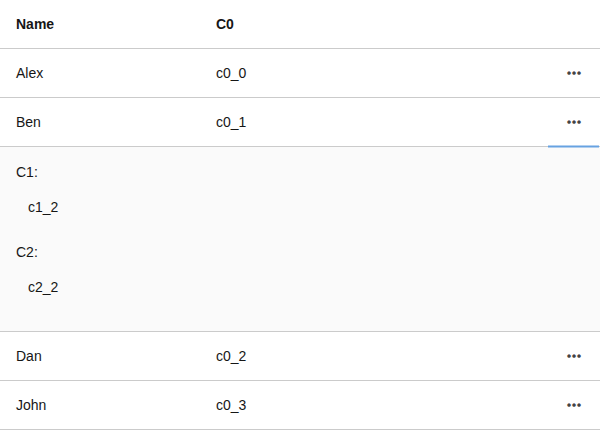 Name C0
Alex c0_0 •••
Ben c0_1 •••
C1:
c1_2
C2:
c2_2
Dan c0_2 •••
John c0_3 •••